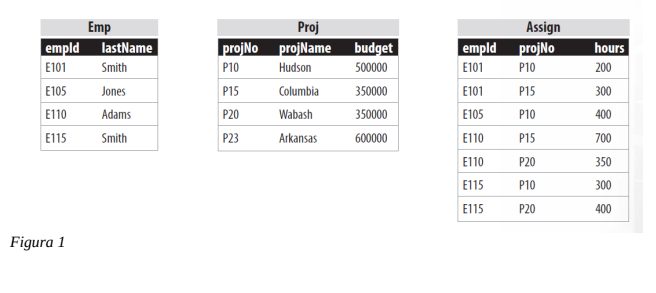 Emp Proj Assign
empId lastName projNo projName budget empId projNo hours
E101 Smith P10 Hudson 500000 E101 P10 200
E105 Jones P15 Columbia 350000 E101 P15 300
E110 Adams P20 Wabash 350000 E105 P10 400
E115 Smith P23 Arkansas 600000 E110 P15 700
E110 P20 350
E115 P10 300
E115 P20 400
Figura 1